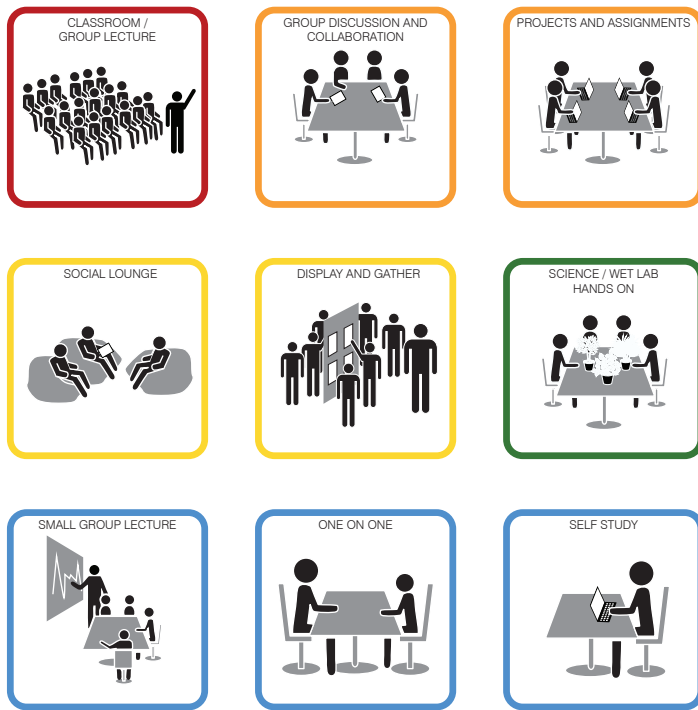 CLASSROOM /
GROUP LECTURE
GROUP DISCUSSION AND
COLLABORATION
PROJECTS AND ASSIGNMENTS
SOCIAL LOUNGE
DISPLAY AND GATHER
SCIENCE / WET LAB
HANDS ON
SMALL GROUP LECTURE
ONE ON ONE
SELF STUDY